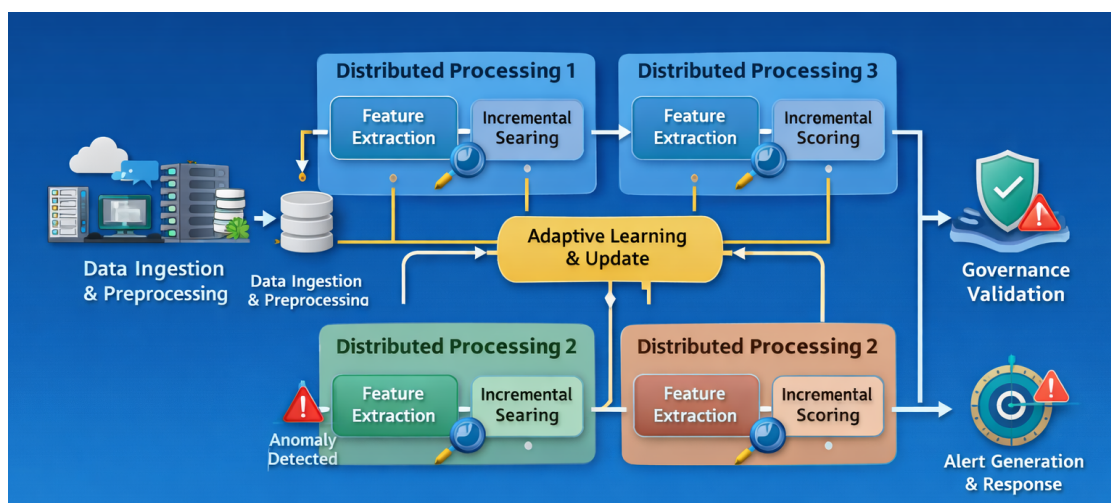 Distributed Processing 1
Feature
Extraction
Incremental
Searing
Distributed Processing 3
Feature
Extraction
Incremental
Scoring
Data Ingestion
& Preprocessing
Data Ingestion
& Preprocessing
Adaptive Learning
& Update
Governance
Validation
Distributed Processing 2
Feature
Extraction
Incremental
Searing
Anomaly
Detected
Distributed Processing 2
Feature
Extraction
Incremental
Scoring
Alert Generation
& Response